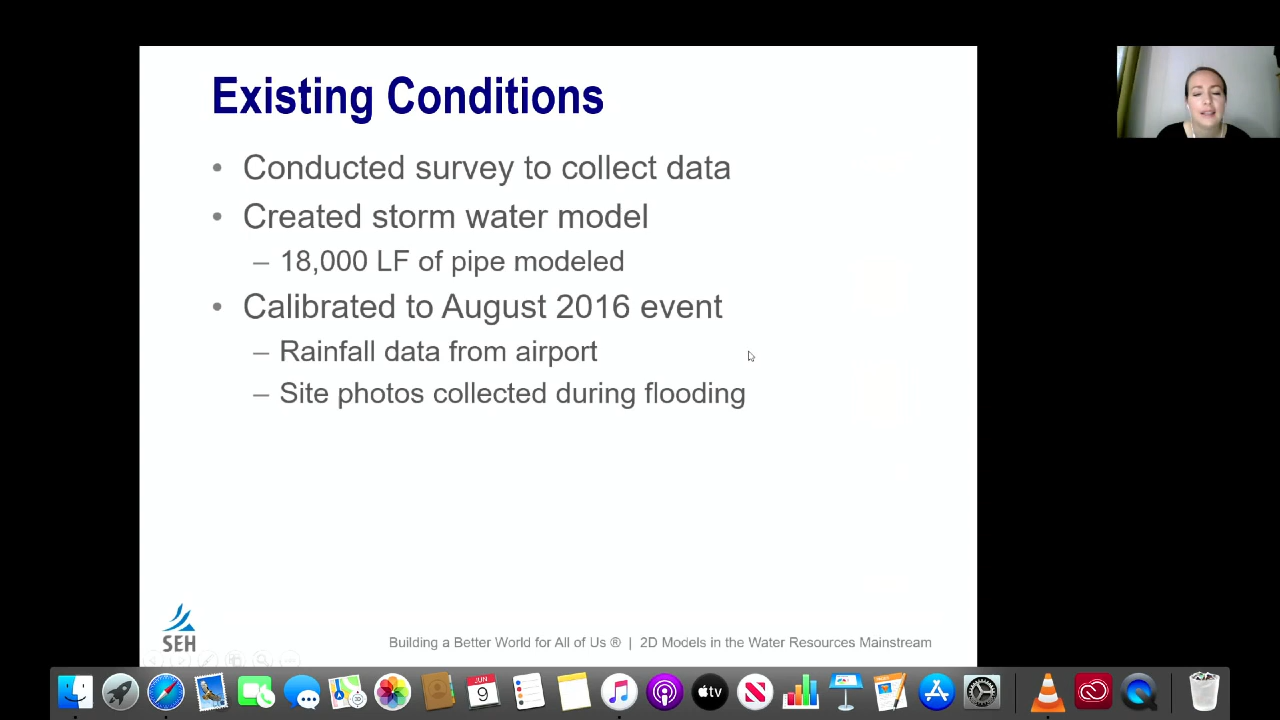 Existing Conditions
• Conducted survey to collect data
• Created storm water model
– 18,000 LF of pipe modeled
• Calibrated to August 2016 event
– Rainfall data from airport
– Site photos collected during flooding
SEH
Building a Better World for All of Us ® | 2D Models in the Water Resources Mainstream
JUN
9
tv